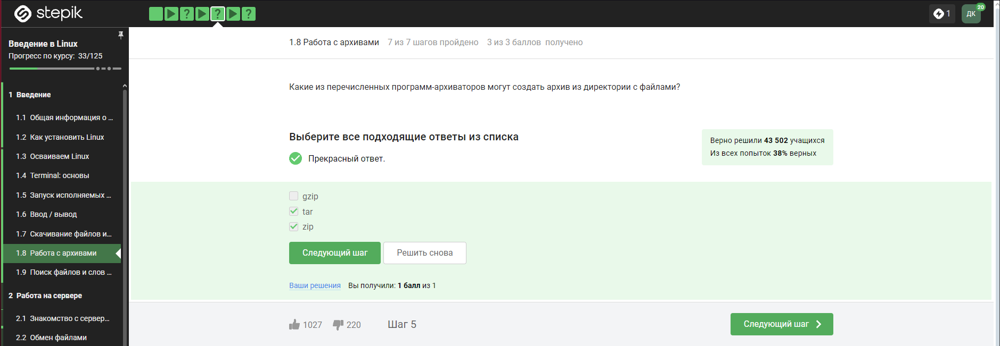 stepik
?
?
?
1
ДК
20
Введение в Linux
Прогресс по курсу: 33/125
1 Введение
1.1 Общая информация о ...
1.2 Как установить Linux
1.3 Осваиваем Linux
1.4 Terminal: основы
1.5 Запуск исполняемых ...
1.6 Ввод / вывод
1.7 Скачивание файлов и...
1.8 Работа с архивами
1.9 Поиск файлов и слов ...
2 Работа на сервере
2.1 Знакомство с сервер...
2.2 Обмен файлами
1.8 Работа с архивами 7 из 7 шагов пройдено 3 из 3 баллов получено
Какие из перечисленных программ-архиваторов могут создать архив из директории с файлами?
Выберите все подходящие ответы из списка
Прекрасный ответ.
Верно решили 43 502 учащихся
Из всех попыток 38% верных
gzip
tar
zip
Следующий шаг
Решить снова
Ваши решения Вы получили: 1 балл из 1
1027 220 Шаг 5
Следующий шаг